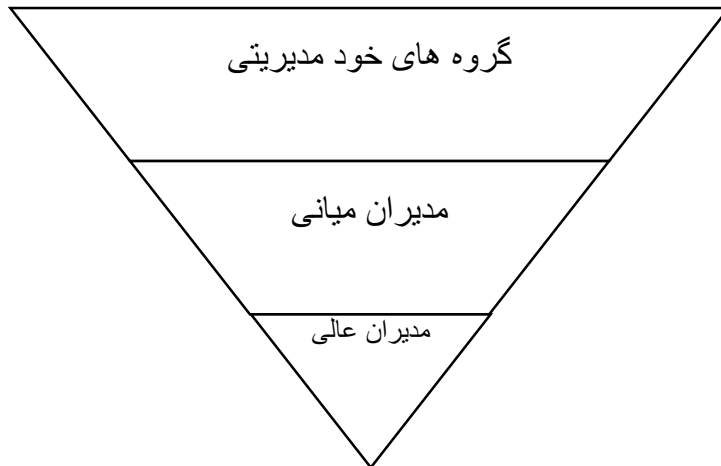 گروه های خود مدیریتی
مدیران میانی
مدیران عالی